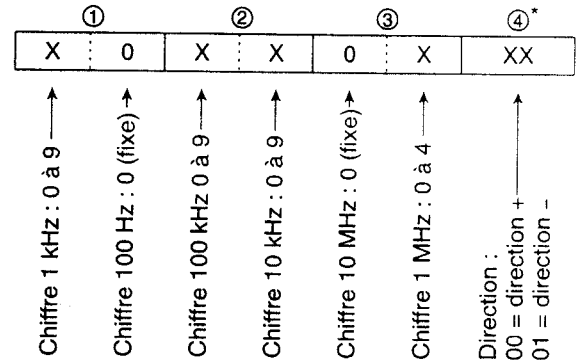 ① ② ③ ④*
X 0 X X 0 X XX
Chiffre 1 kHz : 0 à 9
Chiffre 100 Hz : 0 (fixe)
Chiffre 100 kHz 0 à 9
Chiffre 10 kHz : 0 à 9
Chiffre 10 MHz : 0 (fixe)
Chiffre 1 MHz : 0 à 4
Direction :
00 = direction +
01 = direction −